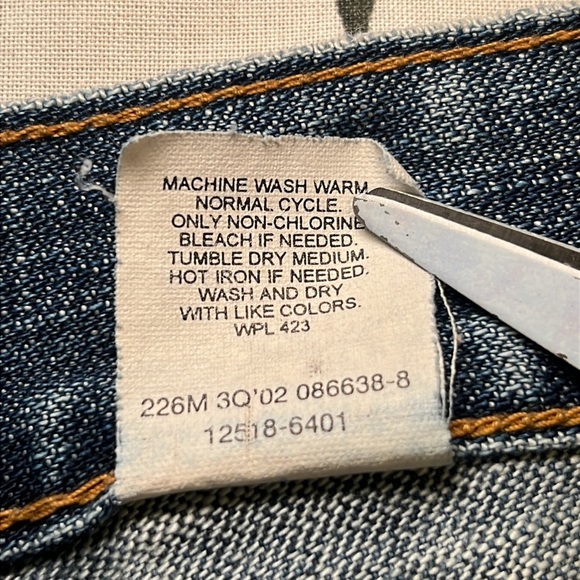 MACHINE WASH WARM
NORMAL CYCLE.
ONLY NON-CHLORINE
BLEACH IF NEEDED.
TUMBLE DRY MEDIUM.
HOT IRON IF NEEDED.
WASH AND DRY
WITH LIKE COLORS.
WPL 423
226M 3Q'02 086638-8
12518-6401